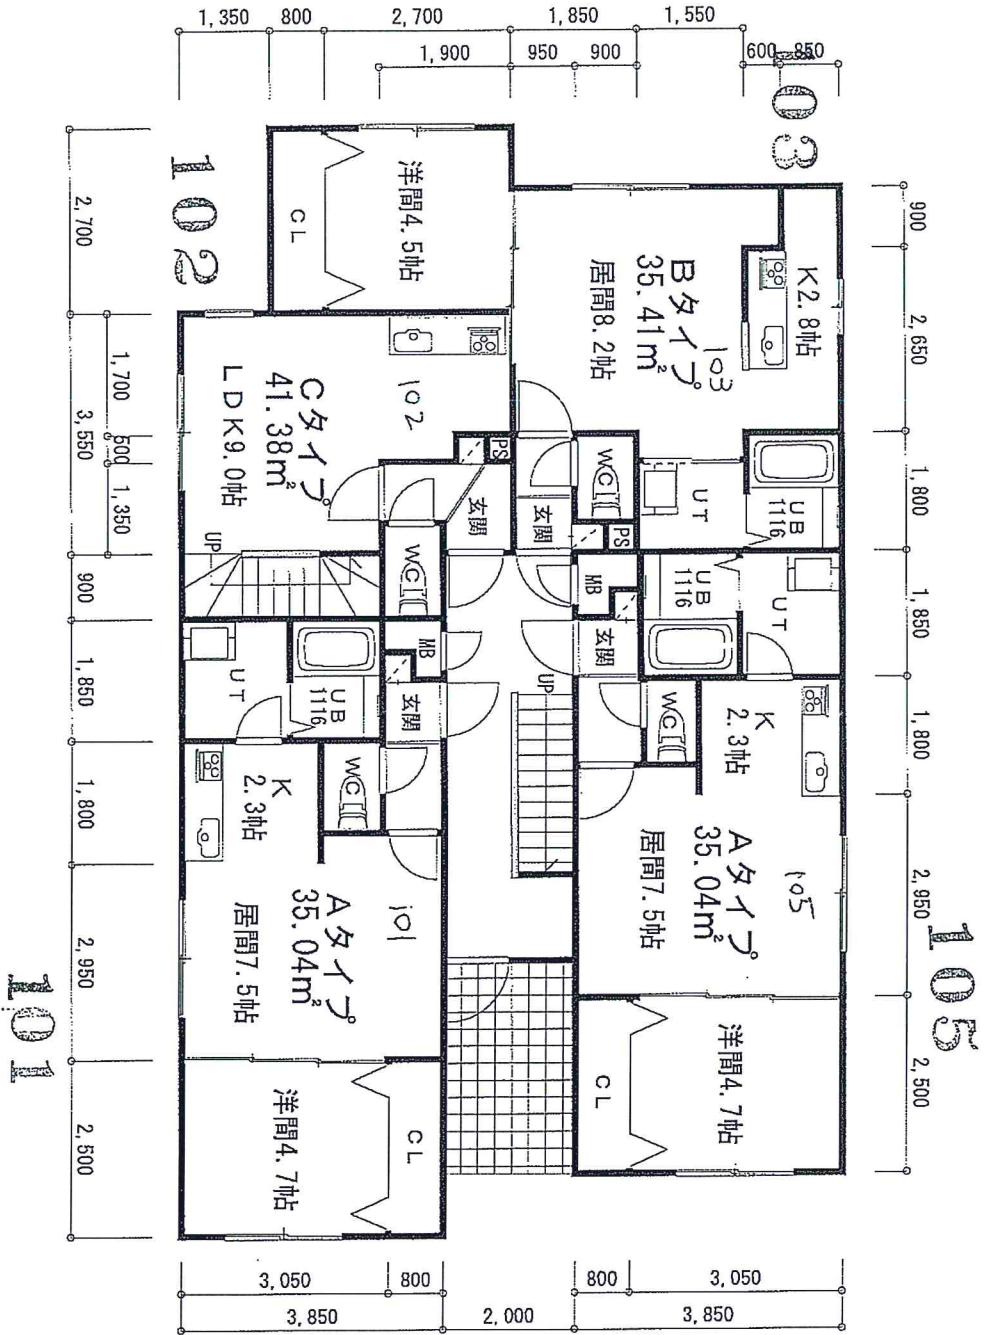 1,350 800 2,700 1,850 1,550
1,900 950 900 600 850
103
102
105
101
900 2,650 1,800 1,850 1,800 2,950 2,500
2,700 3,550 900 1,850 1,800 2,950 2,500
1,700 500 1,350
3,050 800 800 3,050
3,850 2,000 3,850
K2.8帖
103
Bタイプ
35.41㎡
居間8.2帖
洋間4.5帖
CL
102
Cタイプ
41.38㎡
LDK9.0帖
UP
PS
玄関
WC
玄関
WC
PS
UT
UB
1116
MB
UB
1116
UT
玄関
UP
WC
K
2.3帖
105
Aタイプ
35.04㎡
居間7.5帖
洋間4.7帖
CL
MB
玄関
UT
UB
1116
WC
K
2.3帖
101
Aタイプ
35.04㎡
居間7.5帖
洋間4.7帖
CL